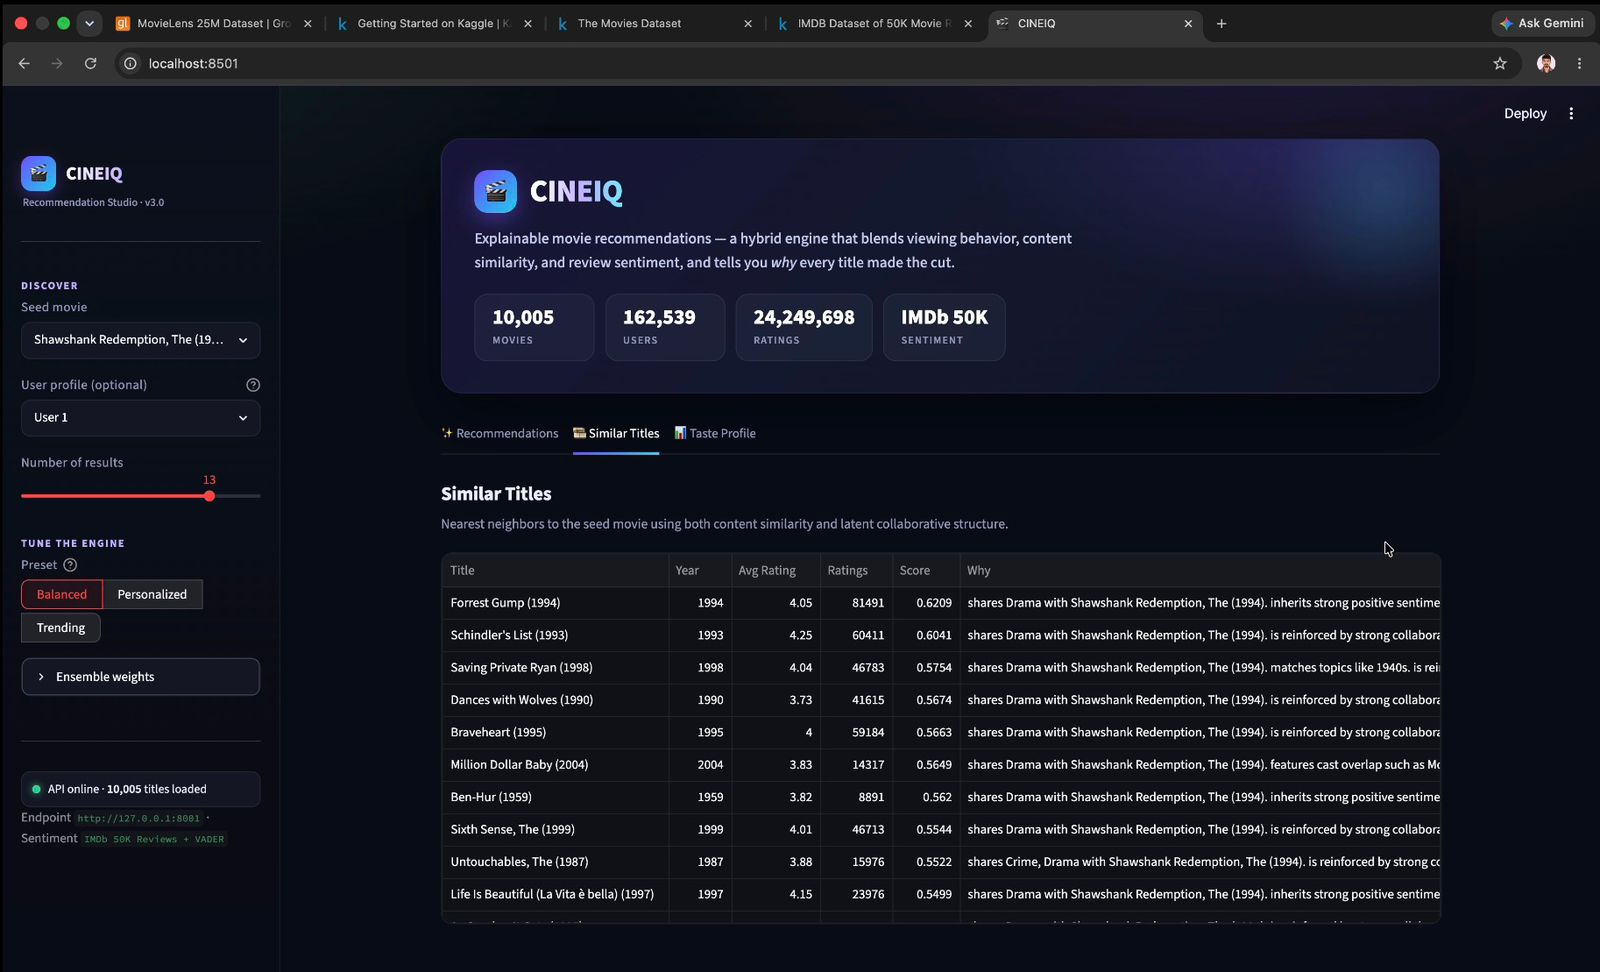 MovieLens 25M Dataset | Gro
Getting Started on Kaggle | K
The Movies Dataset
IMDB Dataset of 50K Movie R
CINEIQ
Ask Gemini
localhost:8501
Deploy
CINEIQ
Recommendation Studio · v3.0
DISCOVER
Seed movie
Shawshank Redemption, The (19...
User profile (optional)
User 1
Number of results
13
TUNE THE ENGINE
Preset
Balanced
Personalized
Trending
Ensemble weights
API online · 10,005 titles loaded
Endpoint http://127.0.0.1:8001 ·
Sentiment IMDb 50K Reviews + VADER
CINEIQ
Explainable movie recommendations — a hybrid engine that blends viewing behavior, content
similarity, and review sentiment, and tells you why every title made the cut.
10,005 162,539 24,249,698 IMDb 50K
MOVIES USERS RATINGS SENTIMENT
Recommendations Similar Titles Taste Profile
Similar Titles
Nearest neighbors to the seed movie using both content similarity and latent collaborative structure.
Title Year Avg Rating Ratings Score Why
Forrest Gump (1994) 1994 4.05 81491 0.6209 shares Drama with Shawshank Redemption, The (1994). inherits strong positive sentime
Schindler's List (1993) 1993 4.25 60411 0.6041 shares Drama with Shawshank Redemption, The (1994). is reinforced by strong collabora
Saving Private Ryan (1998) 1998 4.04 46783 0.5754 shares Drama with Shawshank Redemption, The (1994). matches topics like 1940s. is rei
Dances with Wolves (1990) 1990 3.73 41615 0.5674 shares Drama with Shawshank Redemption, The (1994). is reinforced by strong collabora
Braveheart (1995) 1995 4 59184 0.5663 shares Drama with Shawshank Redemption, The (1994). is reinforced by strong collabora
Million Dollar Baby (2004) 2004 3.83 14317 0.5649 shares Drama with Shawshank Redemption, The (1994). features cast overlap such as Mo
Ben-Hur (1959) 1959 3.82 8891 0.562 shares Drama with Shawshank Redemption, The (1994). inherits strong positive sentime
Sixth Sense, The (1999) 1999 4.01 46713 0.5544 shares Drama with Shawshank Redemption, The (1994). is reinforced by strong collabora
Untouchables, The (1987) 1987 3.88 15976 0.5522 shares Crime, Drama with Shawshank Redemption, The (1994). is reinforced by strong co
Life Is Beautiful (La Vita è bella) (1997) 1997 4.15 23976 0.5499 shares Drama with Shawshank Redemption, The (1994). inherits strong positive sentime